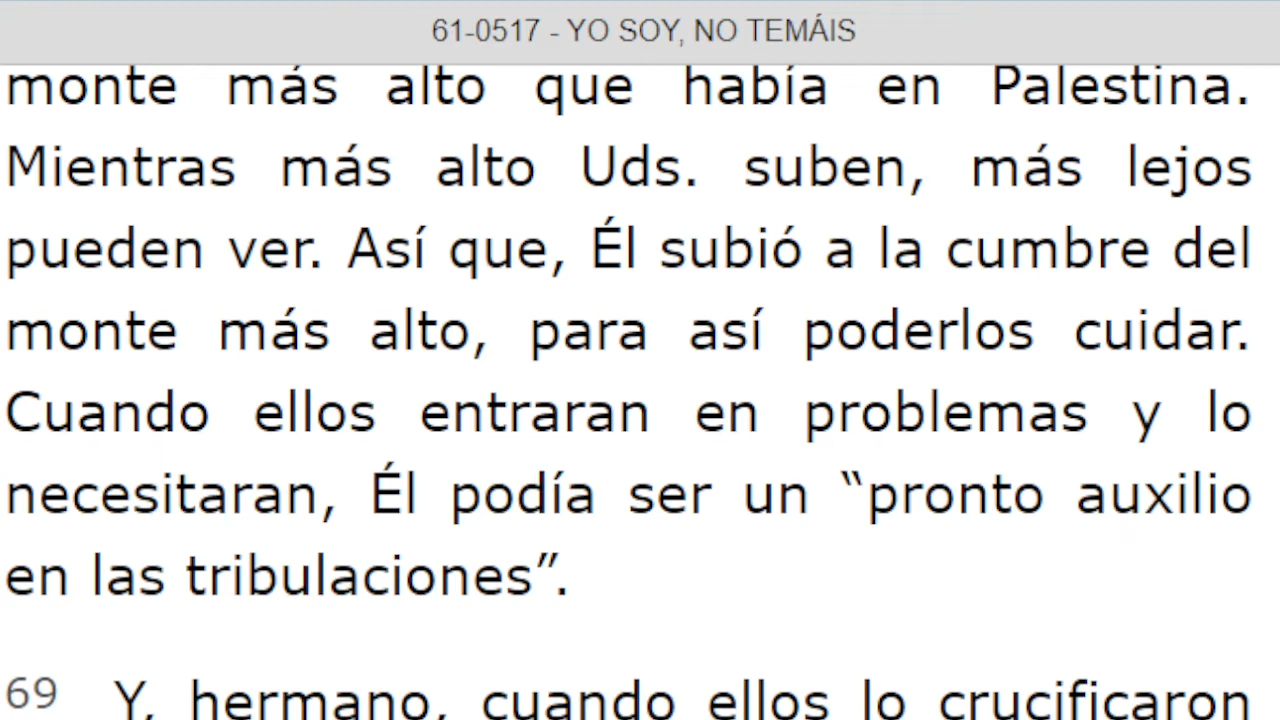 61-0517 - YO SOY, NO TEMÁIS
monte más alto que había en Palestina.
Mientras más alto Uds. suben, más lejos
pueden ver. Así que, Él subió a la cumbre del
monte más alto, para así poderlos cuidar.
Cuando ellos entraran en problemas y lo
necesitaran, Él podía ser un “pronto auxilio
en las tribulaciones”.
69 Y, hermano, cuando ellos lo crucificaron